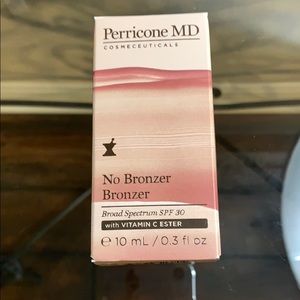 Perricone MD
COSMECEUTICALS
No Bronzer
Bronzer
Broad Spectrum SPF 30
with VITAMIN C ESTER
℮ 10 mL / 0.3 fl oz